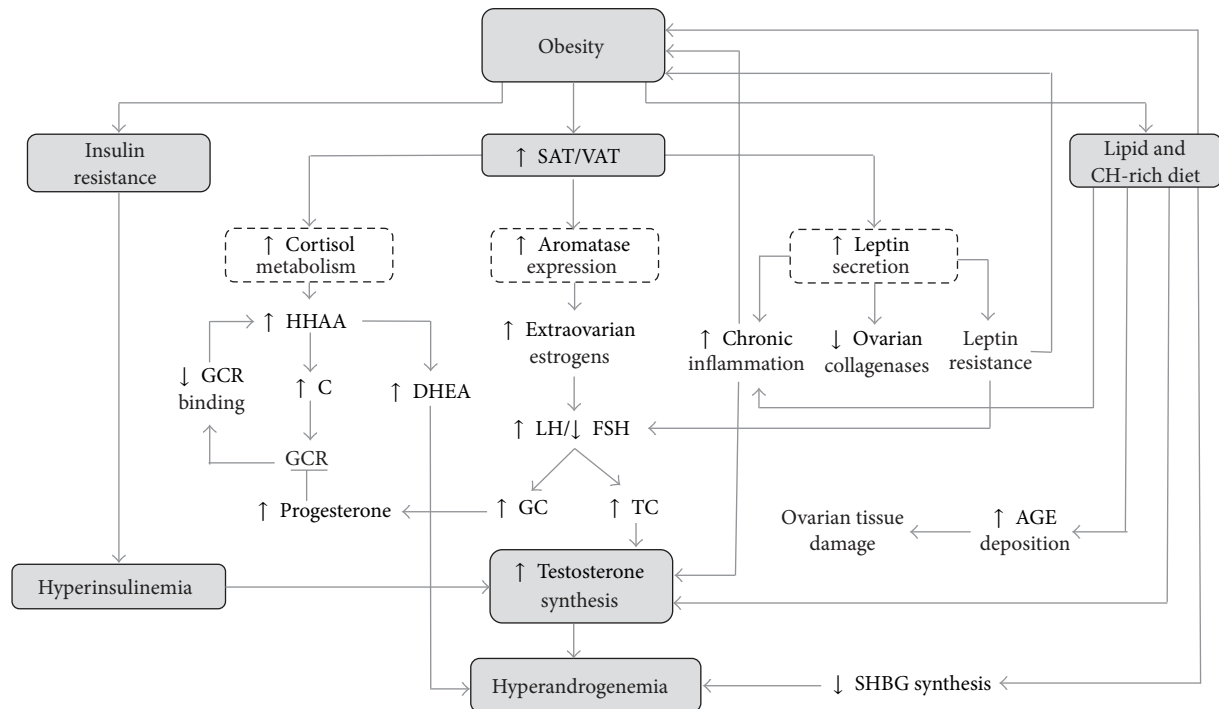 Obesity
Insulin
resistance
↑ SAT/VAT
Lipid and
CH-rich diet
↑ Cortisol
metabolism
↑ Aromatase
expression
↑ Leptin
secretion
↑ HHAA
↑ Extraovarian
estrogens
↑ Chronic
inflammation
↓ Ovarian
collagenases
Leptin
resistance
↓ GCR
binding
↑ C
↑ DHEA
↑ LH/↓ FSH
GCR
↑ Progesterone
↑ GC
↑ TC
Ovarian tissue
damage
↑ AGE
deposition
Hyperinsulinemia
↑ Testosterone
synthesis
Hyperandrogenemia
↓ SHBG synthesis